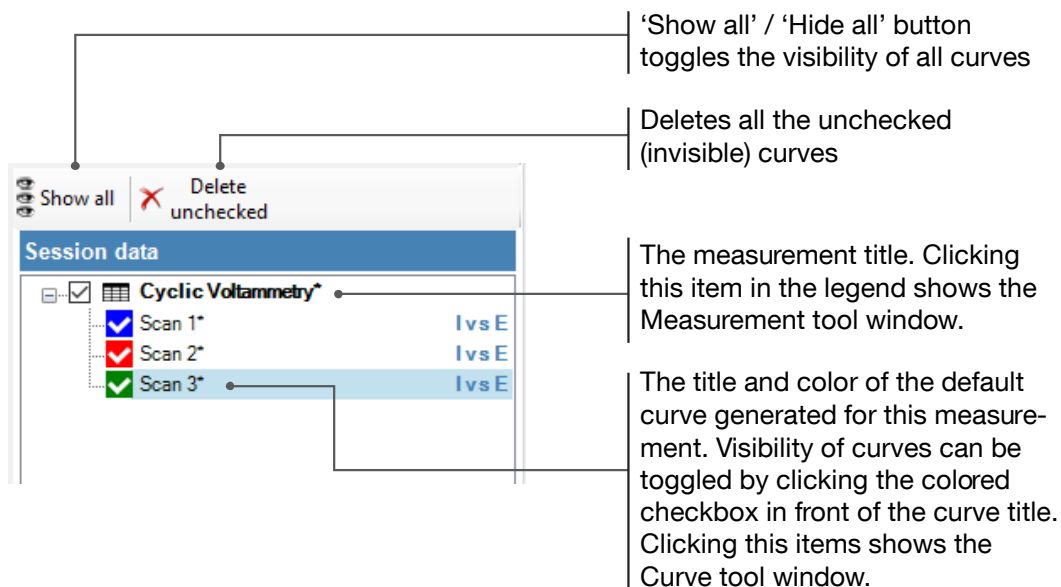 ‘Show all’ / ‘Hide all’ button
toggles the visibility of all curves
Deletes all the unchecked
(invisible) curves
Show all
Delete
unchecked
Session data
Cyclic Voltammetry*
Scan 1* I vs E
Scan 2* I vs E
Scan 3* I vs E
The measurement title. Clicking
this item in the legend shows the
Measurement tool window.
The title and color of the default
curve generated for this measure-
ment. Visibility of curves can be
toggled by clicking the colored
checkbox in front of the curve title.
Clicking this items shows the
Curve tool window.